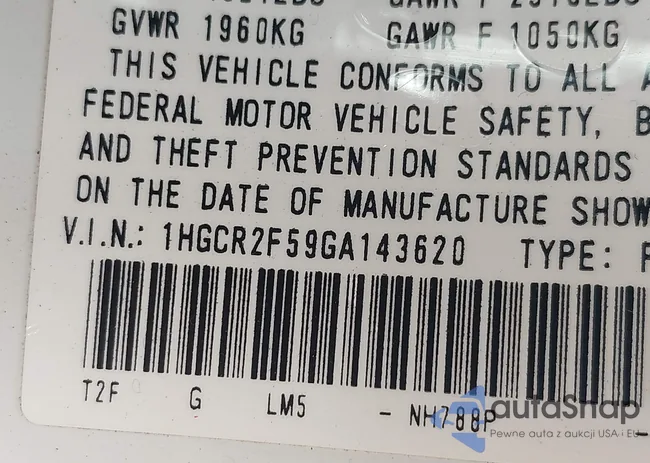 GVWR 1960KG GAWR F 1050KG
THIS VEHICLE CONFORMS TO ALL
FEDERAL MOTOR VEHICLE SAFETY, B
AND THEFT PREVENTION STANDARDS
ON THE DATE OF MANUFACTURE SHOW
V.I.N.: 1HGCR2F59GA143620 TYPE: P
T2F G LM5 - NH788P
autaSnap
Pewne auta z aukcji USA i EU